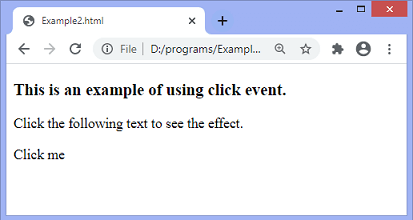 Example2.html
File
D:/programs/Exampl...
This is an example of using click event.
Click the following text to see the effect.
Click me